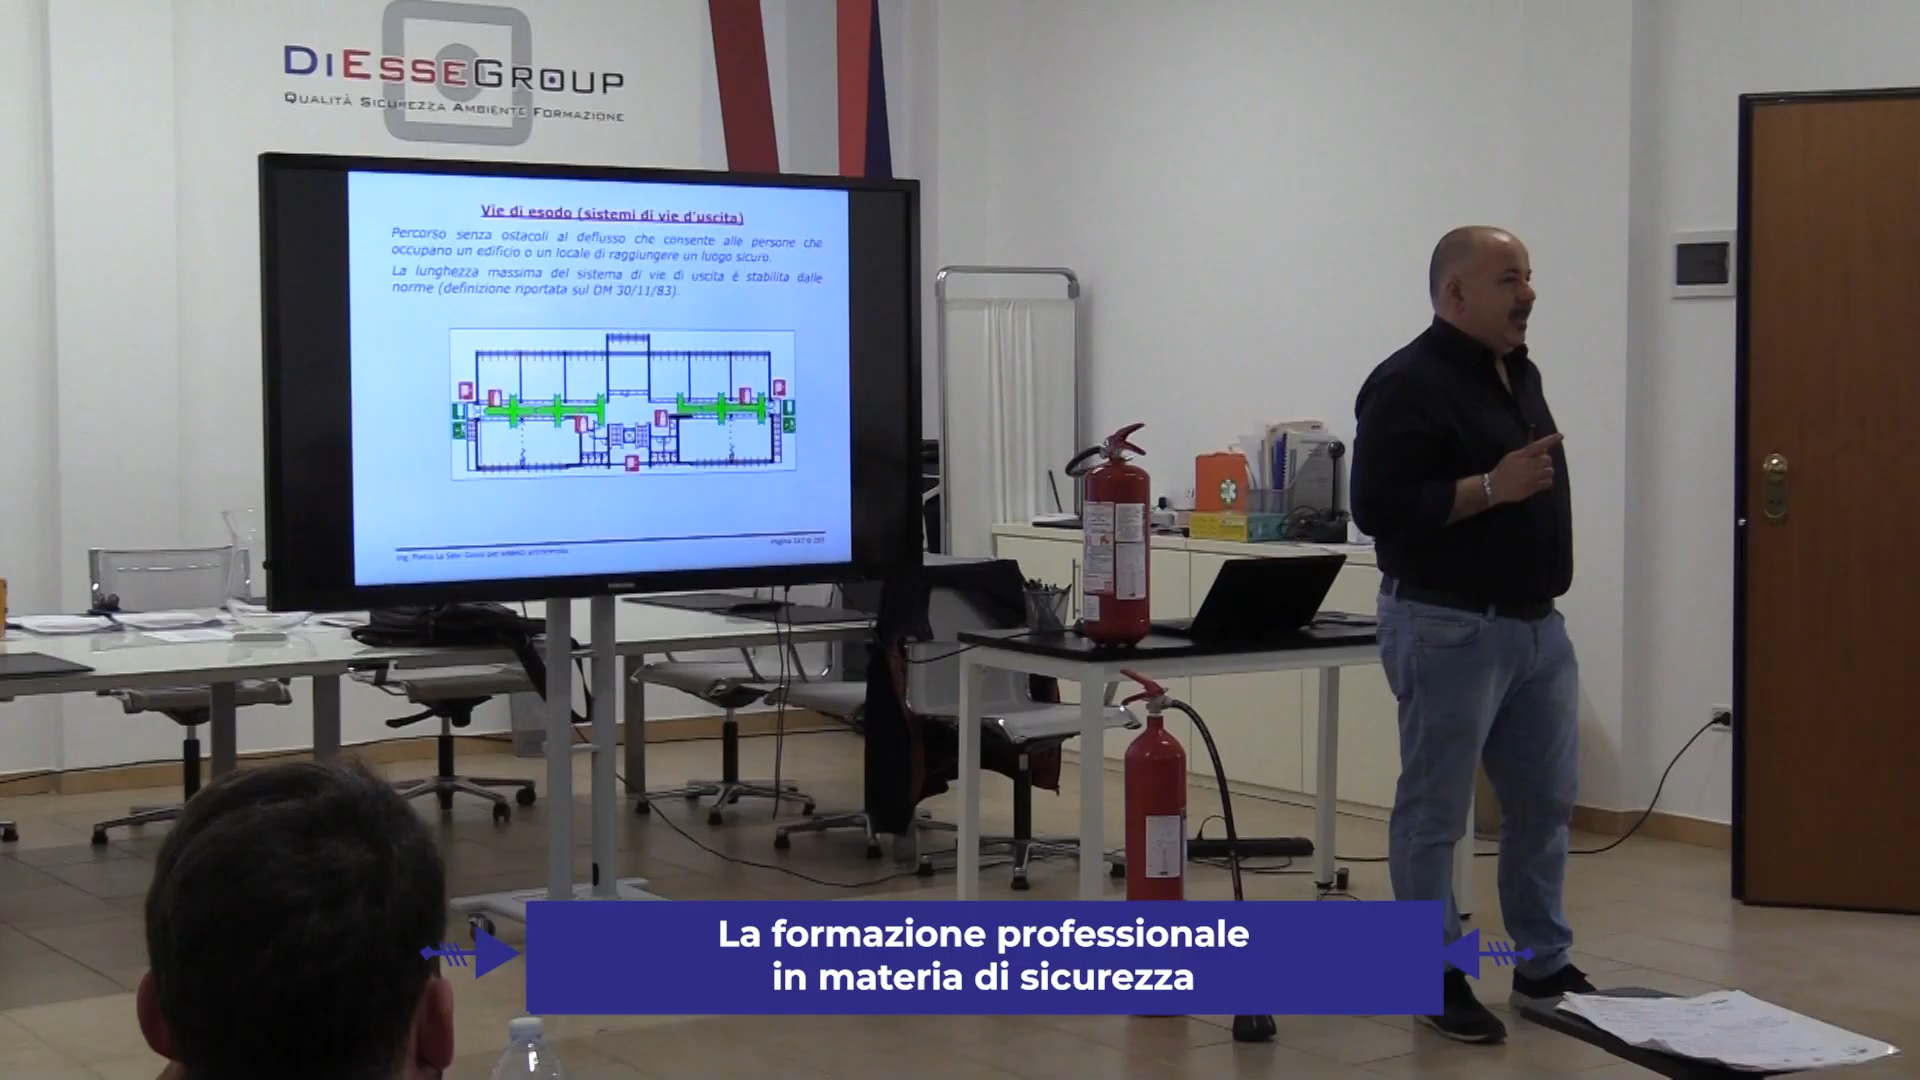 DIESSEGROUP
QUALITÀ SICUREZZA AMBIENTE FORMAZIONE
Vie di esodo (sistemi di vie d'uscita)
Percorso senza ostacoli al deflusso che consente alle persone che
occupano un edificio o un locale di raggiungere un luogo sicuro.
La lunghezza massima del sistema di vie di uscita è stabilita dalle
norme (definizione riportata sul DM 30/11/83).
La formazione professionale
in materia di sicurezza